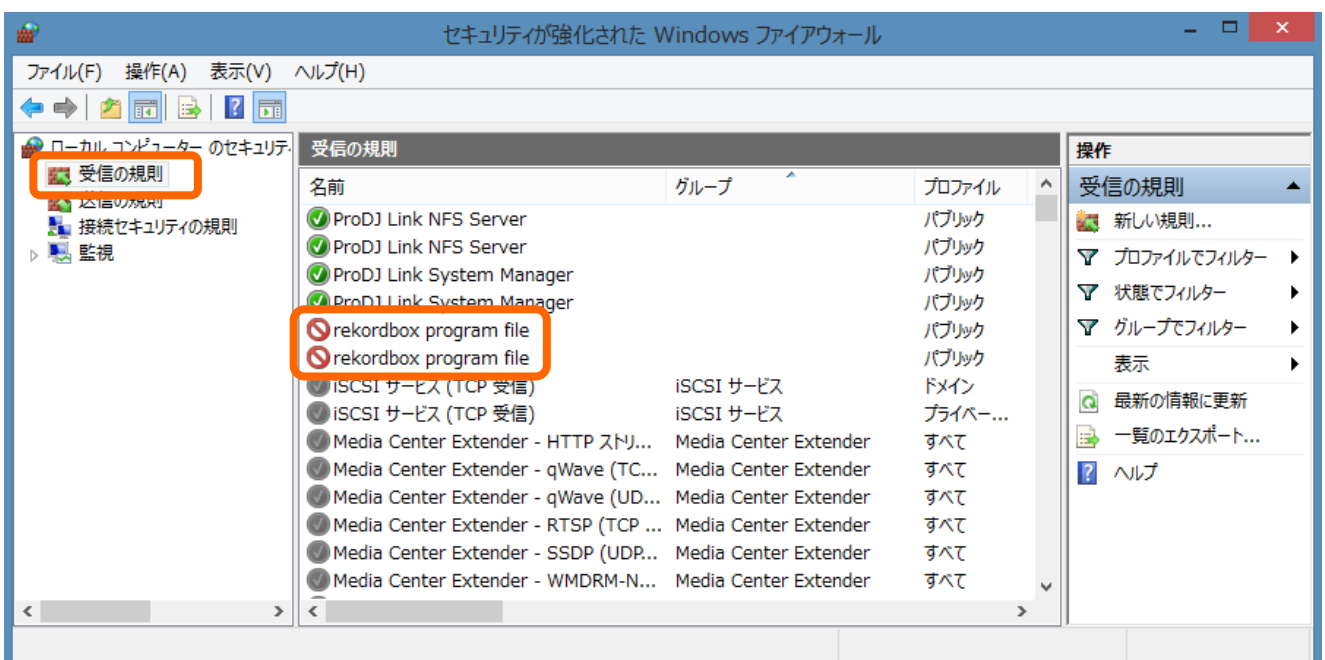 セキュリティが強化された Windows ファイアウォール
ファイル(F) 操作(A) 表示(V) ヘルプ(H)
ローカル コンピューター のセキュリティ
受信の規則
送信の規則
接続セキュリティの規則
監視
受信の規則
名前 グループ プロファイル
ProDJ Link NFS Server パブリック
ProDJ Link NFS Server パブリック
ProDJ Link System Manager パブリック
ProDJ Link System Manager パブリック
rekordbox program file パブリック
rekordbox program file パブリック
iSCSI サービス (TCP 受信) iSCSI サービス ドメイン
iSCSI サービス (TCP 受信) iSCSI サービス プライベー...
Media Center Extender - HTTP ストリ... Media Center Extender すべて
Media Center Extender - qWave (TC... Media Center Extender すべて
Media Center Extender - qWave (UD... Media Center Extender すべて
Media Center Extender - RTSP (TCP ... Media Center Extender すべて
Media Center Extender - SSDP (UDP... Media Center Extender すべて
Media Center Extender - WMDRM-N... Media Center Extender すべて
操作
受信の規則
新しい規則...
プロファイルでフィルター
状態でフィルター
グループでフィルター
表示
最新の情報に更新
一覧のエクスポート...
ヘルプ